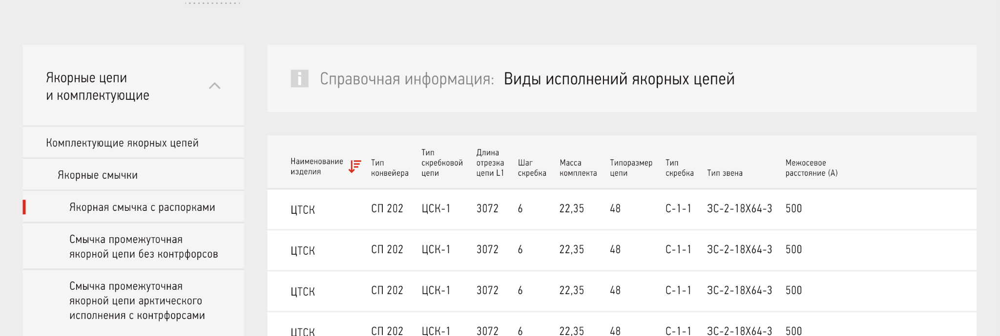 Якорные цепи
и комплектующие
Комплектующие якорных цепей
Якорные смычки
Якорная смычка с распорками
Смычка промежуточная
якорной цепи без контрфорсов
Смычка промежуточная
якорной цепи арктического
исполнения с контрфорсами
Справочная информация: Виды исполнений якорных цепей
Наименование
изделия
Тип
конвейера
Тип
скребковой
цепи
Длина
отрезка
цепи L1
Шаг
скребка
Масса
комплекта
Типоразмер
цепи
Тип
скребка
Тип звена
Межосевое
расстояние (А)
ЦТСК СП 202 ЦСК-1 3072 6 22,35 48 С-1-1 ЗС-2-18Х64-3 500
ЦТСК СП 202 ЦСК-1 3072 6 22,35 48 С-1-1 ЗС-2-18Х64-3 500
ЦТСК СП 202 ЦСК-1 3072 6 22,35 48 С-1-1 ЗС-2-18Х64-3 500
ЦТСК СП 202 ЦСК-1 3072 6 22,35 48 С-1-1 ЗС-2-18Х64-3 500